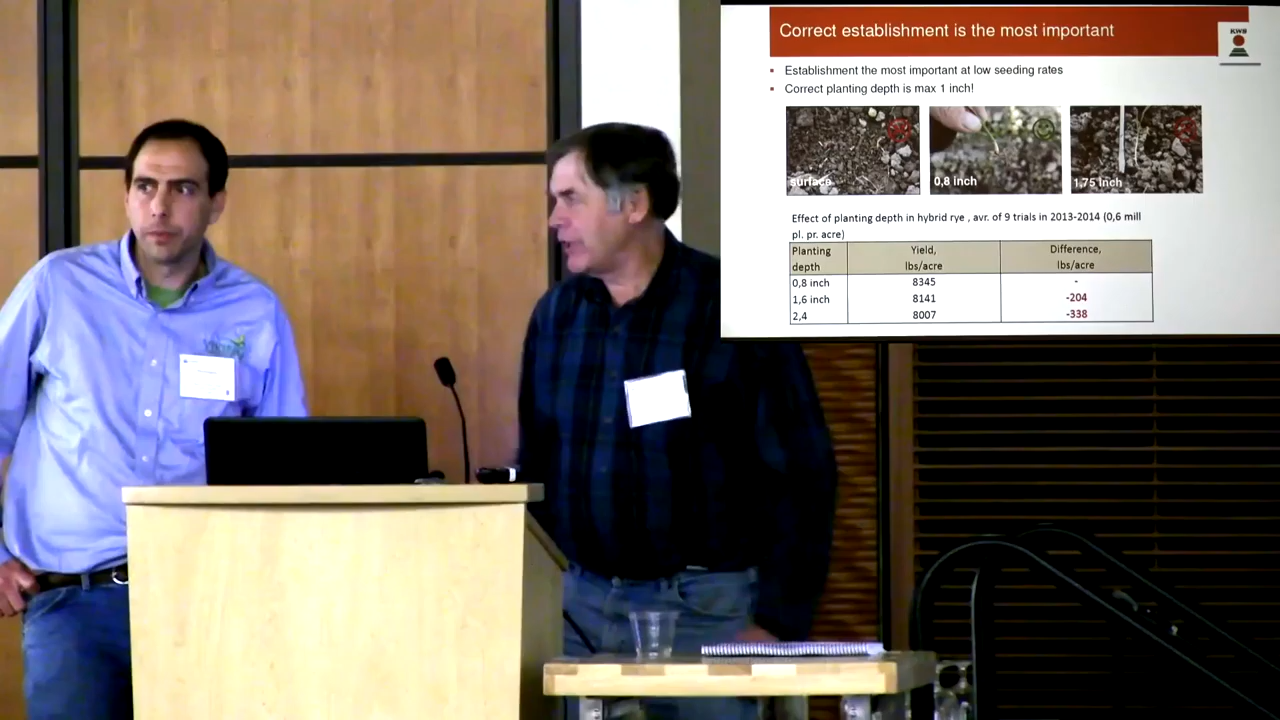 Correct establishment is the most important
KWS
Establishment the most important at low seeding rates
Correct planting depth is max 1 inch!
surface
0,8 inch
1,75 inch
Effect of planting depth in hybrid rye , avr. of 9 trials in 2013-2014 (0,6 mill
pl. pr. acre)
Planting depth Yield, lbs/acre Difference, lbs/acre
0,8 inch 8345 -
1,6 inch 8141 -204
2,4 8007 -338